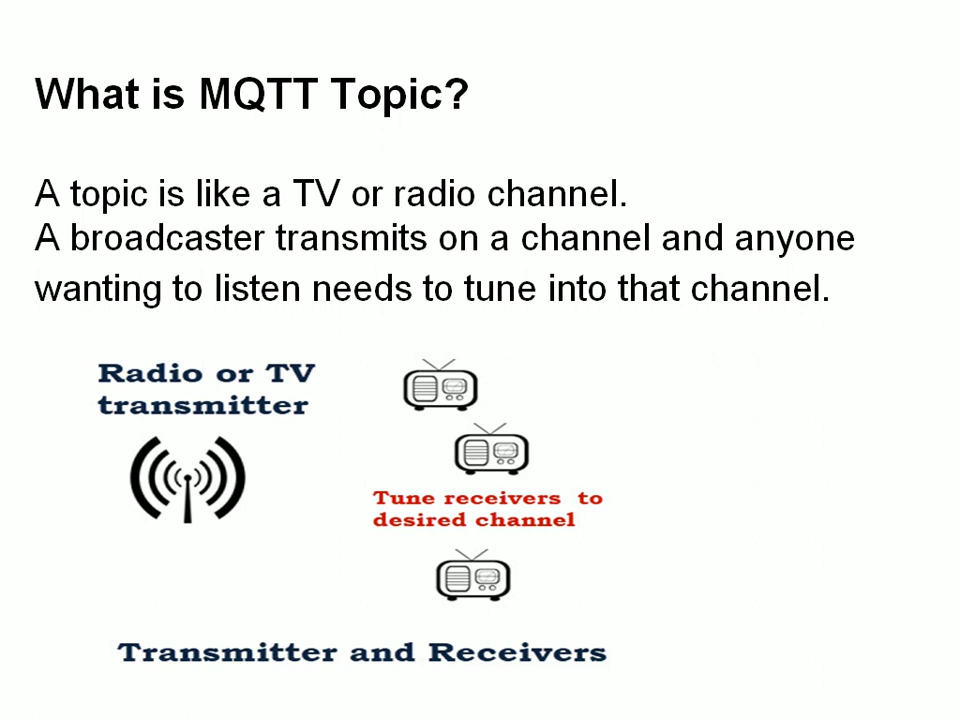 What is MQTT Topic?
A topic is like a TV or radio channel.
A broadcaster transmits on a channel and anyone
wanting to listen needs to tune into that channel.
Radio or TV
transmitter
Tune receivers to
desired channel
Transmitter and Receivers